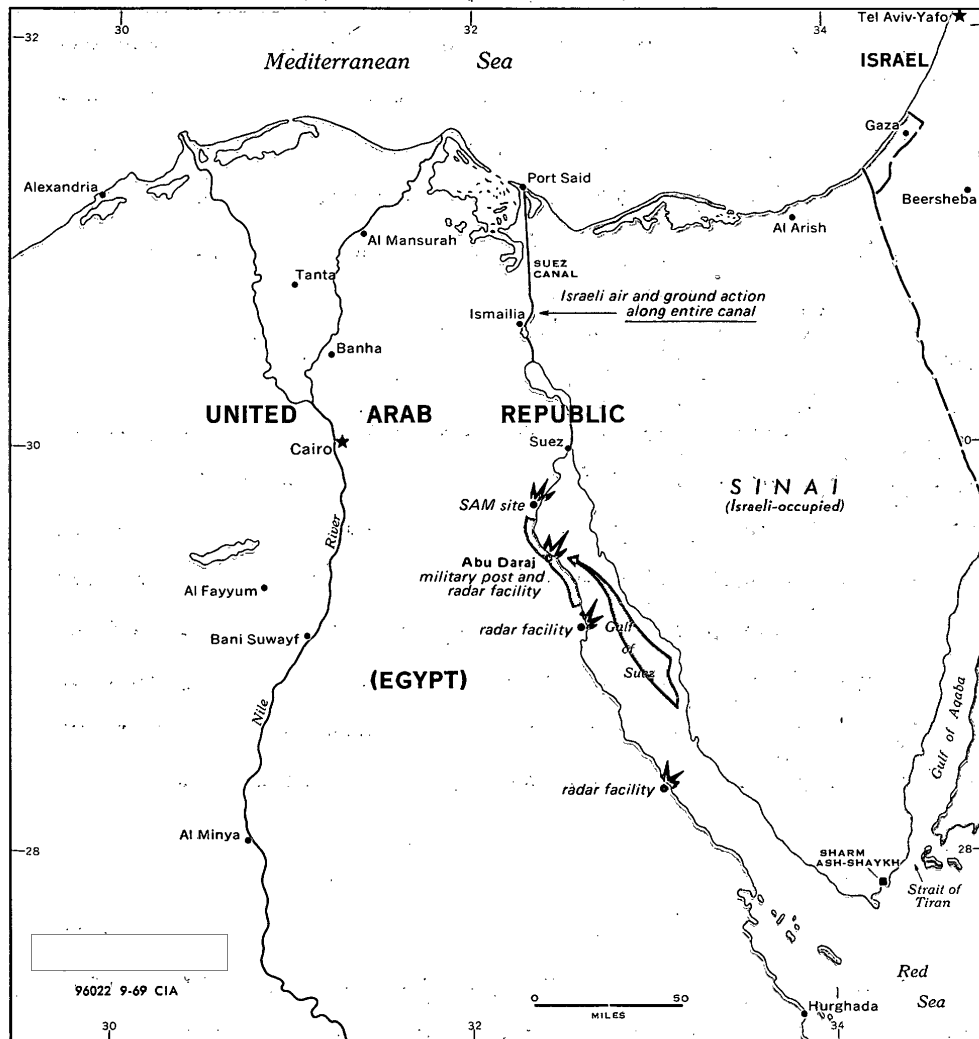 30
32
34
32
Tel Aviv-Yafo
Mediterranean Sea
ISRAEL
Gaza
Alexandria
Port Said
Beersheba
Al Mansurah
Al Arish
SUEZ
CANAL
Tanta
Israeli air and ground action
along entire canal
Ismailia
Banha
UNITED ARAB REPUBLIC
30
Cairo
Suez
SINAI
(Israeli-occupied)
SAM site
River
Abu Daraj
military post and
radar facility
Al Fayyum
radar facility
Gulf
of
Suez
Bani Suwayf
(EGYPT)
Nile
Gulf of Aqaba
radar facility
Al Minya
28
28
SHARM
ASH-SHAYKH
Strait of
Tiran
Red
Sea
96022 9-69 CIA
0 50
MILES
Hurghada
30
32
34